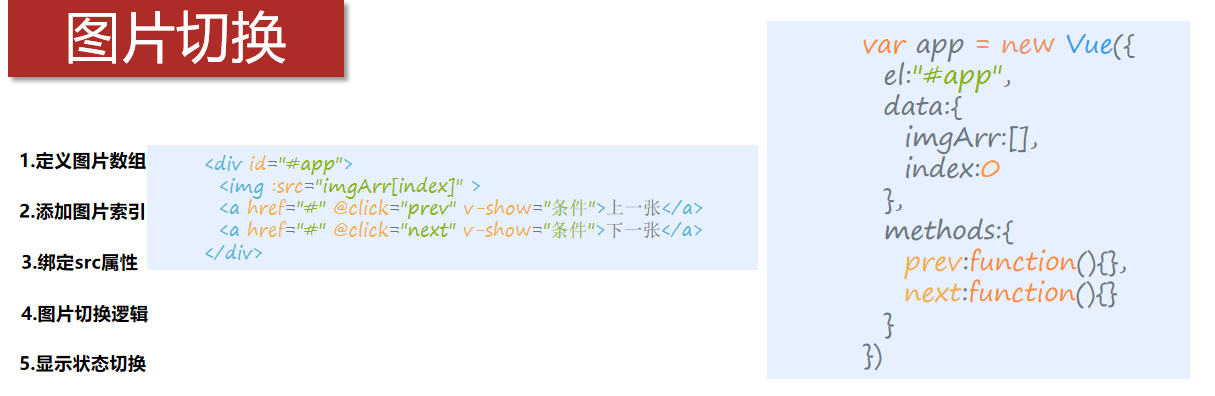 图片切换
1.定义图片数组
2.添加图片索引
3.绑定src属性
4.图片切换逻辑
5.显示状态切换
<div id="#app">
<img :src="imgArr[index]" >
<a href="#" @click="prev" v-show="条件">上一张</a>
<a href="#" @click="next" v-show="条件">下一张</a>
</div>
var app = new Vue({
el:"#app",
data:{
imgArr:[],
index:0
},
methods:{
prev:function(){},
next:function(){}
}
})